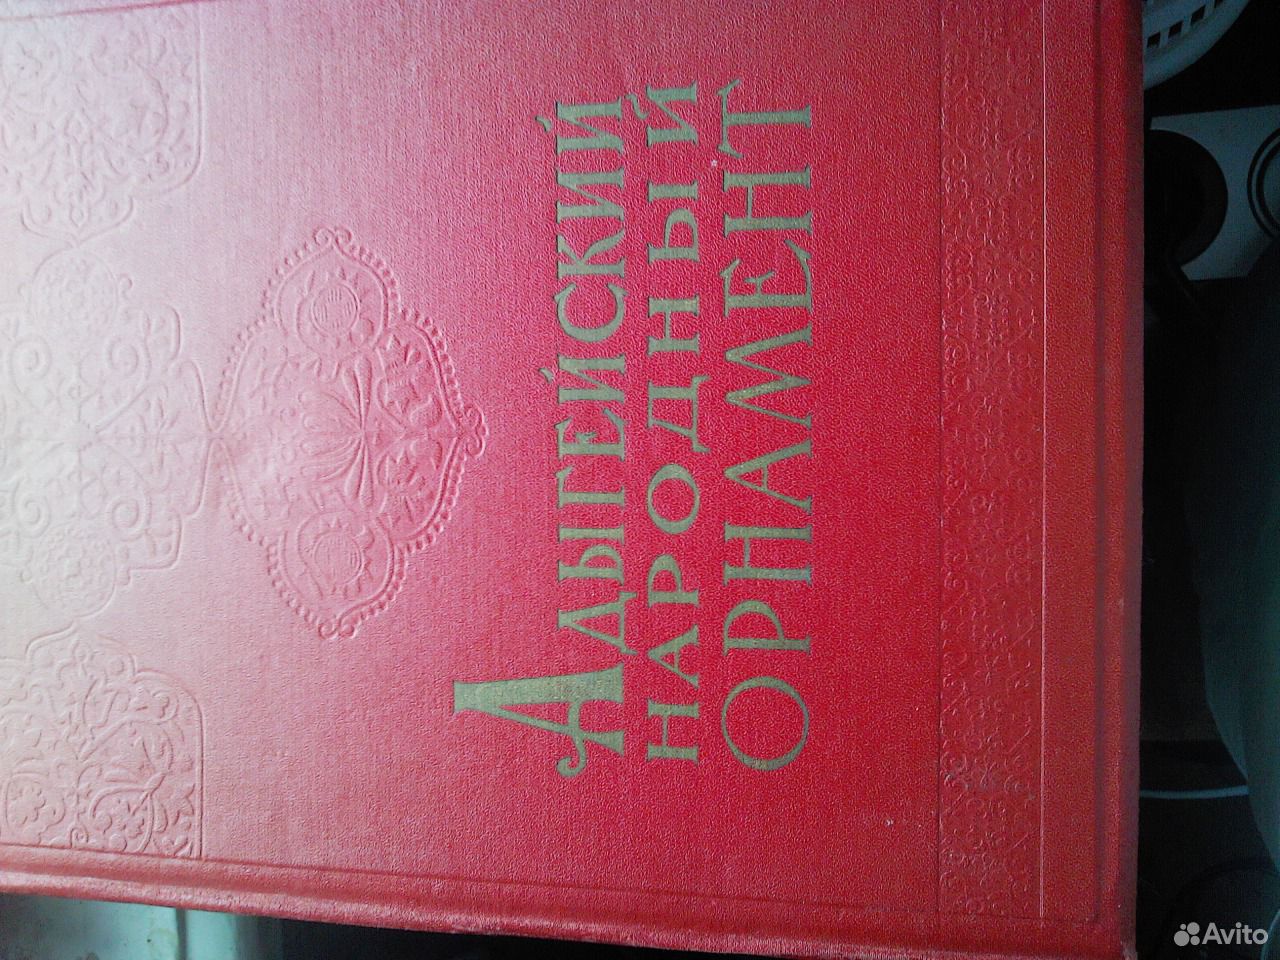 Адыгейский
народный
орнамент
Avito